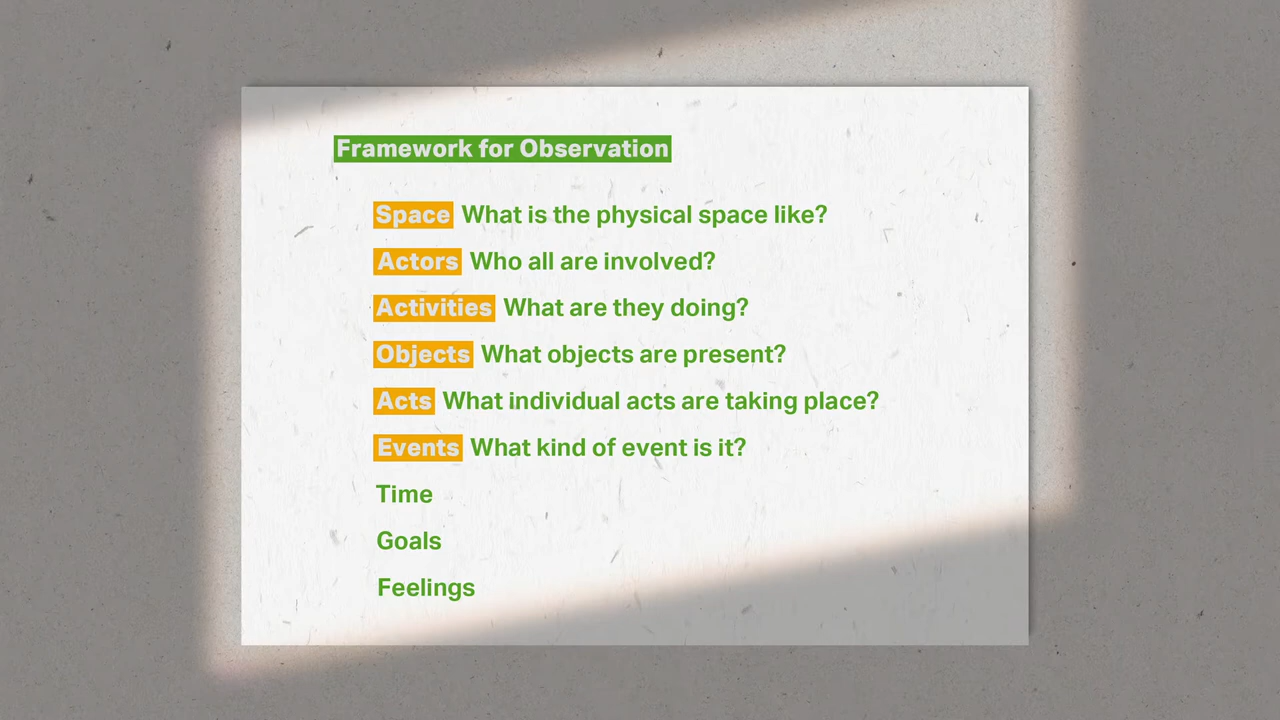 Framework for Observation
Space What is the physical space like?
Actors Who all are involved?
Activities What are they doing?
Objects What objects are present?
Acts What individual acts are taking place?
Events What kind of event is it?
Time
Goals
Feelings